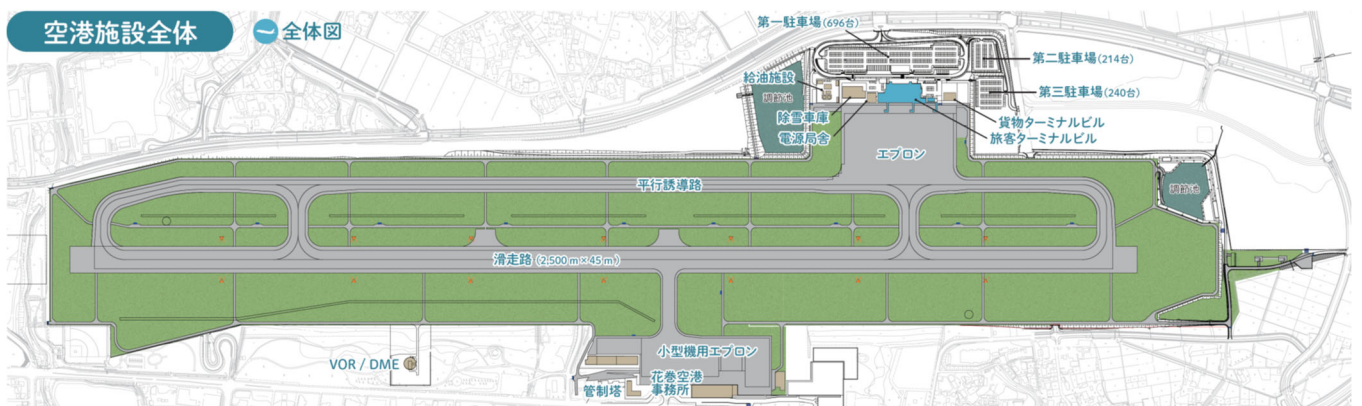 空港施設全体
全体図
第一駐車場(696台)
第二駐車場(214台)
給油施設
第三駐車場(240台)
調節池
除雪車庫
貨物ターミナルビル
電源局舎
旅客ターミナルビル
エプロン
平行誘導路
調節池
滑走路(2,500m×45m)
小型機用エプロン
VOR / DME
管制塔
花巻空港
事務所